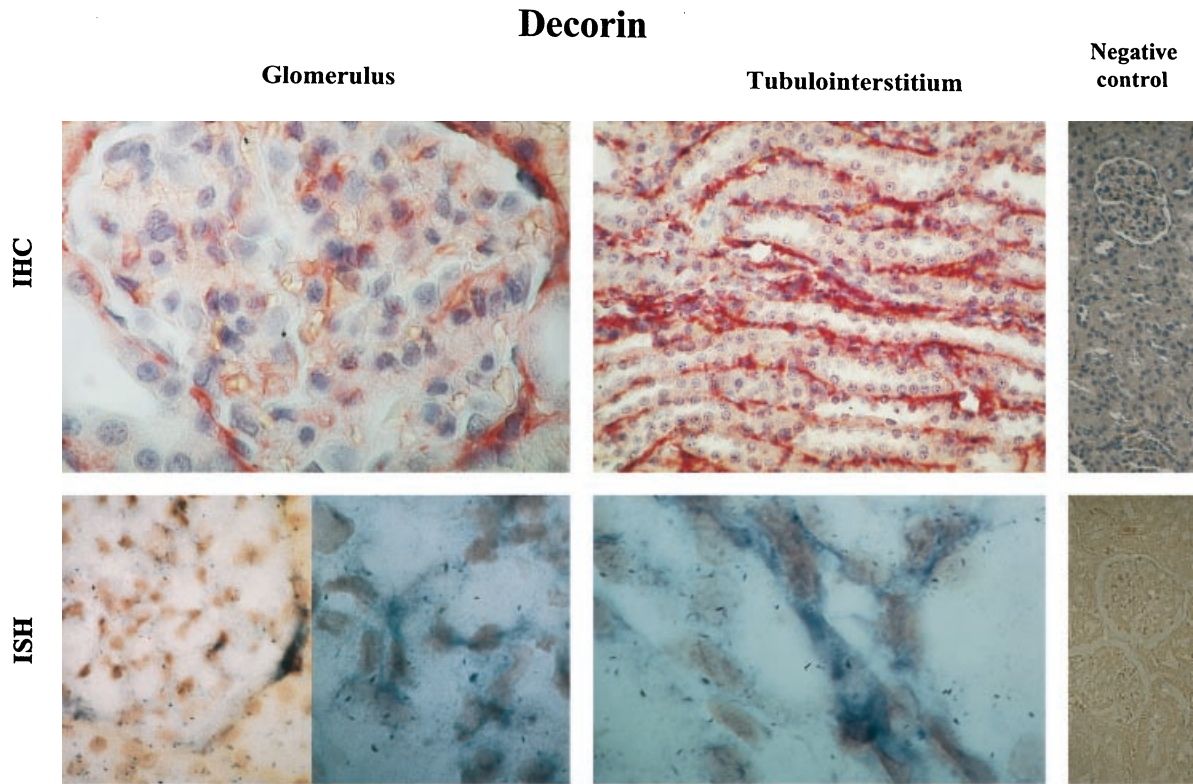 Decorin
Glomerulus
Tubulointerstitium
Negative
control
IHC
ISH